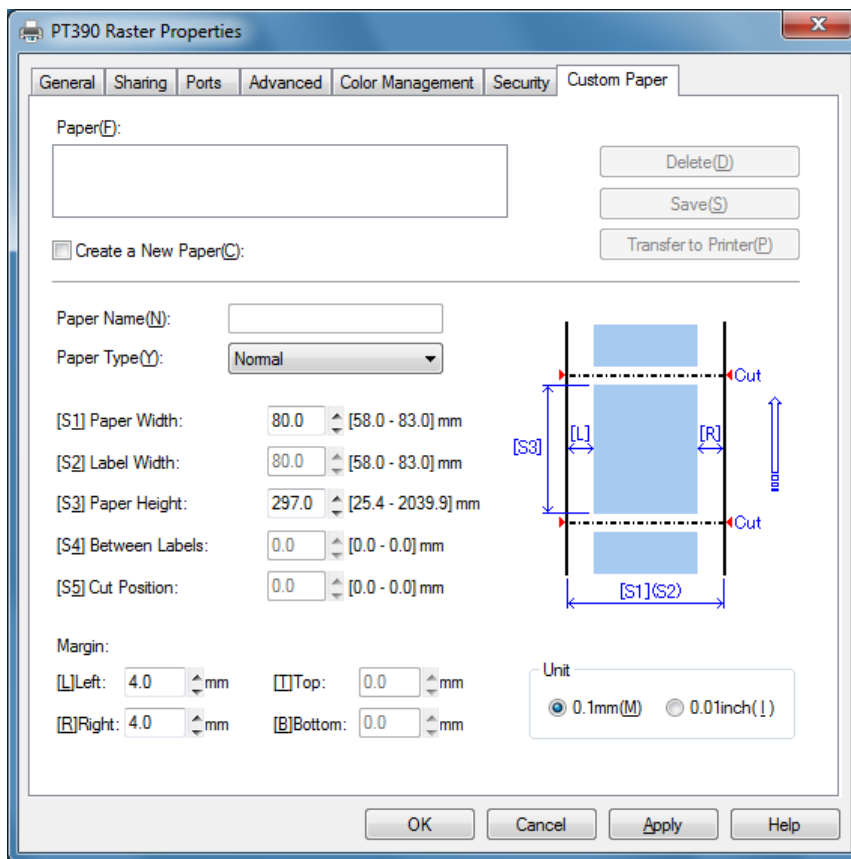 PT390 Raster Properties
General Sharing Ports Advanced Color Management Security Custom Paper
Paper(F):
Delete(D)
Save(S)
Create a New Paper(C):
Transfer to Printer(P)
Paper Name(N):
Paper Type(Y): Normal
[S1] Paper Width: 80.0 [58.0 - 83.0] mm
[S2] Label Width: 80.0 [58.0 - 83.0] mm
[S3] Paper Height: 297.0 [25.4 - 2039.9] mm
[S4] Between Labels: 0.0 [0.0 - 0.0] mm
[S5] Cut Position: 0.0 [0.0 - 0.0] mm
Cut
[L] [R]
[S3]
Cut
[S1](S2)
Margin:
[L]Left: 4.0 mm [T]Top: 0.0 mm
[R]Right: 4.0 mm [B]Bottom: 0.0 mm
Unit
0.1mm(M) 0.01inch( I )
OK Cancel Apply Help